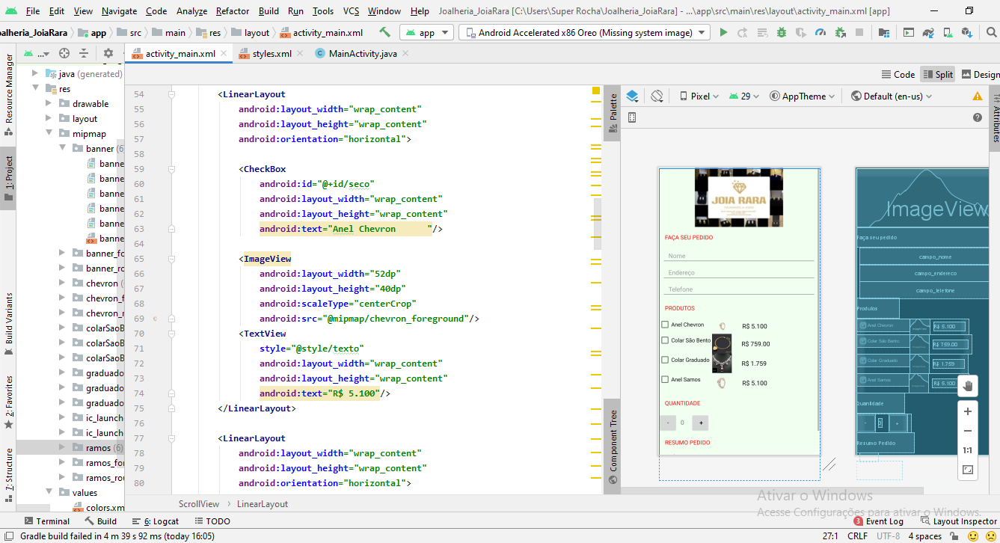 File Edit View Navigate Code Analyze Refactor Build Run Tools VCS Window Help Joalheria_JoiaRara [C:\Users\Super Rocha\Joalheria_JoiaRara] - ...\app\src\main\res\layout\activity_main.xml [app]
oalheria_JoiaRara app src main res layout activity_main.xml app Android Accelerated x86 Oreo (Missing system image)
... activity_main.xml styles.xml MainActivity.java
Code Split Design
Resource Manager
1: Project
Build Variants
2: Favorites
7: Structure
java (generated)
res
drawable
layout
mipmap
banner (6)
banne
banne
banne
banne
banne
banne
banner_fo
banner_ro
chevron (
chevron_f
chevron_r
colarSaoB
colarSaoB
colarSaoB
graduado
graduado
graduado
ic_launch
ic_launch
ramos (6)
ramos_for
ramos_rou
values
colors.xm
54 <LinearLayout
55 android:layout_width="wrap_content"
56 android:layout_height="wrap_content"
57 android:orientation="horizontal">
58
59 <CheckBox
60 android:id="@+id/seco"
61 android:layout_width="wrap_content"
62 android:layout_height="wrap_content"
63 android:text="Anel Chevron      "/>
64
65 <ImageView
66 android:layout_width="52dp"
67 android:layout_height="40dp"
68 android:scaleType="centerCrop"
69 android:src="@mipmap/chevron_foreground"/>
70 <TextView
71 style="@style/texto"
72 android:layout_width="wrap_content"
73 android:layout_height="wrap_content"
74 android:text="R$ 5.100"/>
75 </LinearLayout>
76
77 <LinearLayout
78 android:layout_width="wrap_content"
79 android:layout_height="wrap_content"
80 android:orientation="horizontal">
ScrollView LinearLayout
Palette
Component Tree
Attributes
Pixel 29 AppTheme Default (en-us)
JOIA RARA
FAÇA SEU PEDIDO
Nome
Endereço
Telefone
PRODUTOS
Anel Chevron R$ 5.100
Colar São Bento R$ 759.00
Colar Graduado R$ 1.759
Anel Samos R$ 5.100
QUANTIDADE
- 0 +
RESUMO PEDIDO
ImageView
Faça seu pedido
campo_nome
campo_endereco
campo_telefone
Produtos
Anel Chevron R$ 5.100
Colar São Bento R$ 759.00
Colar Graduado R$ 1.759
Anel Samos R$ 5.100
Quantidade
- 0 +
Resumo Pedido
1:1
Ativar o Windows
Acesse Configurações para ativar o Windows.
Terminal Build 6: Logcat TODO 3 Event Log Layout Inspector
Gradle build failed in 4 m 39 s 92 ms (today 16:05) 27:1 CRLF UTF-8 4 spaces